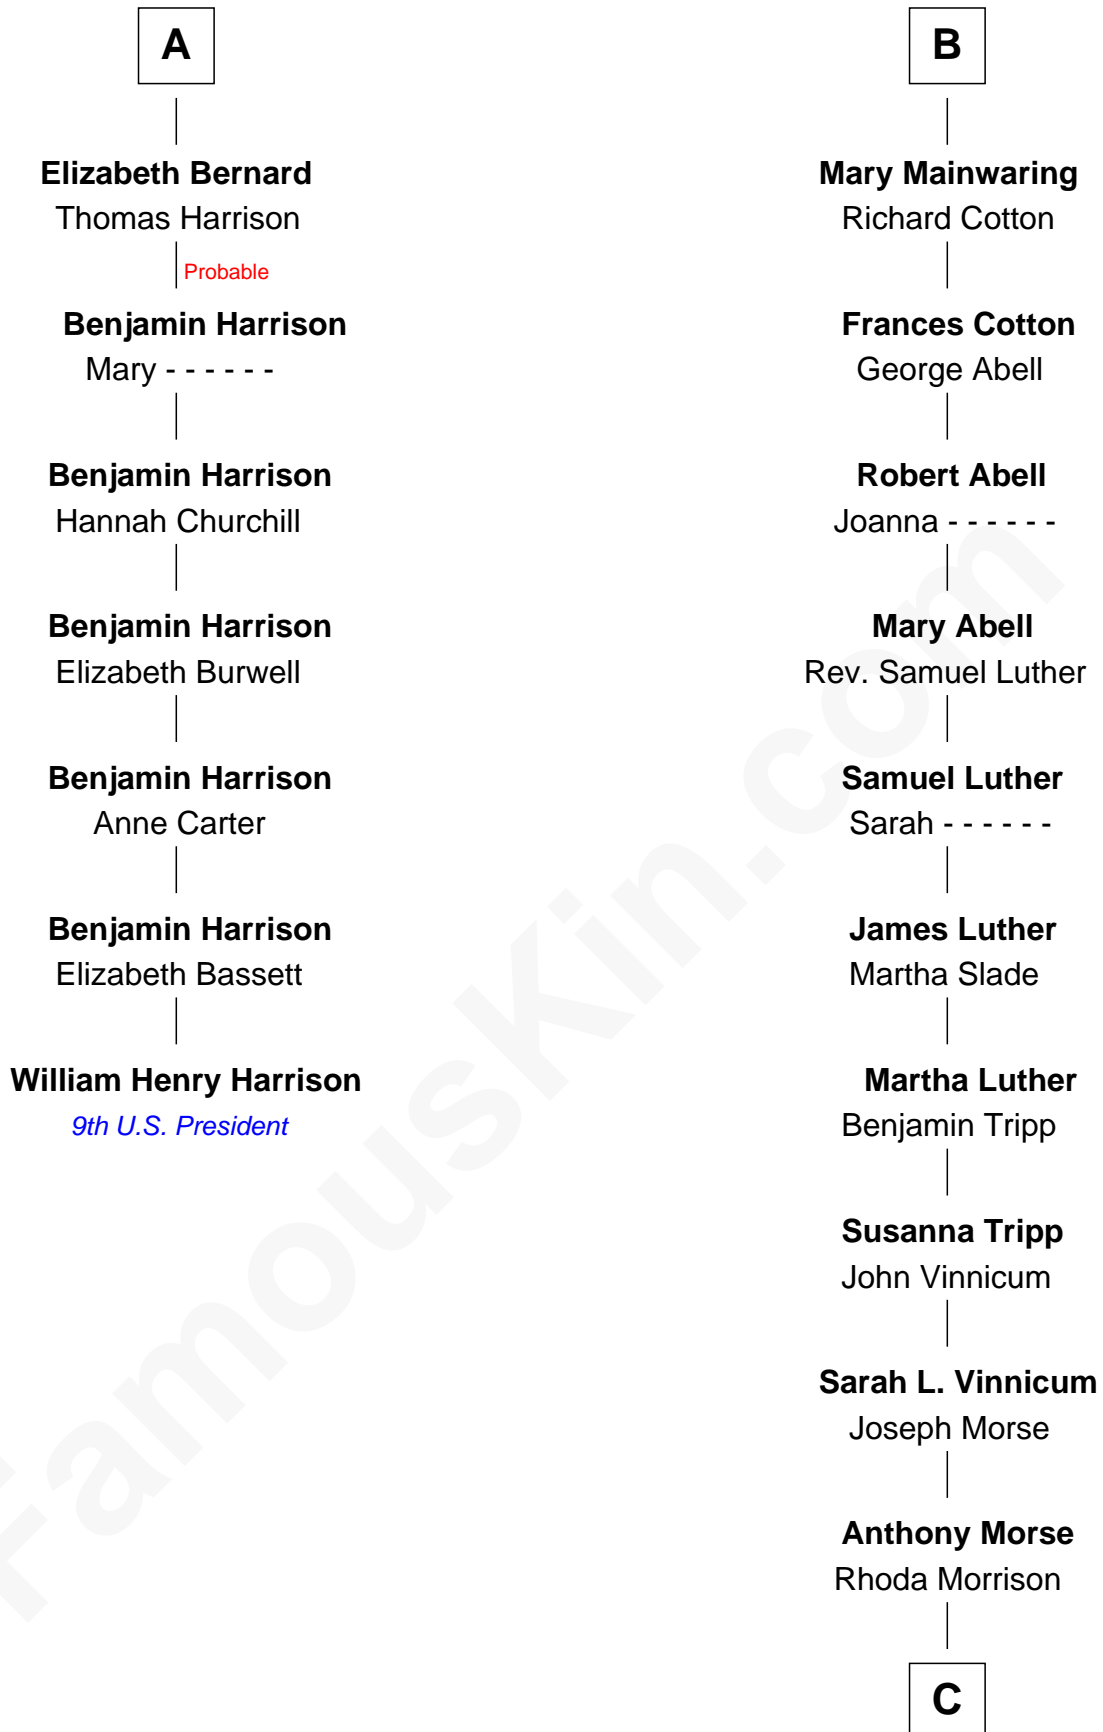 A
Elizabeth Bernard
Thomas Harrison
Probable
Benjamin Harrison
Mary - - - - - -
Benjamin Harrison
Hannah Churchill
Benjamin Harrison
Elizabeth Burwell
Benjamin Harrison
Anne Carter
Benjamin Harrison
Elizabeth Bassett
William Henry Harrison
9th U.S. President
B
Mary Mainwaring
Richard Cotton
Frances Cotton
George Abell
Robert Abell
Joanna - - - - - -
Mary Abell
Rev. Samuel Luther
Samuel Luther
Sarah - - - - - -
James Luther
Martha Slade
Martha Luther
Benjamin Tripp
Susanna Tripp
John Vinnicum
Sarah L. Vinnicum
Joseph Morse
Anthony Morse
Rhoda Morrison
C
FamousKin.com